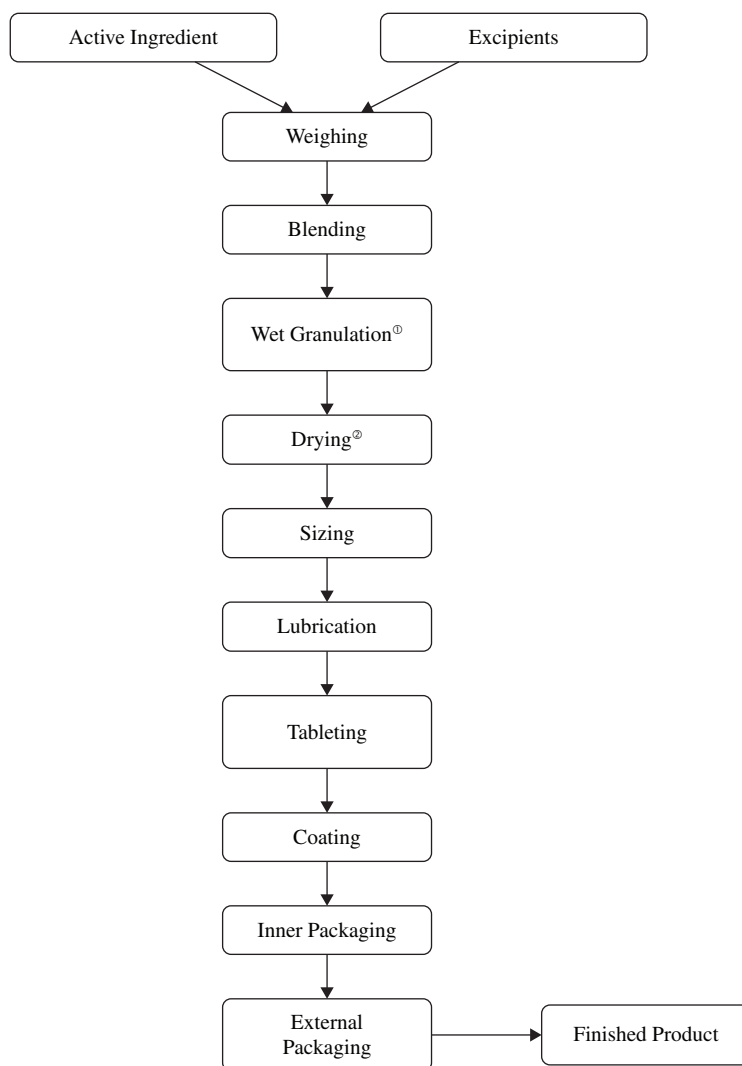 Active Ingredient
Excipients
Weighing
Blending
Wet Granulation①
Drying②
Sizing
Lubrication
Tableting
Coating
Inner Packaging
External
Packaging
Finished Product